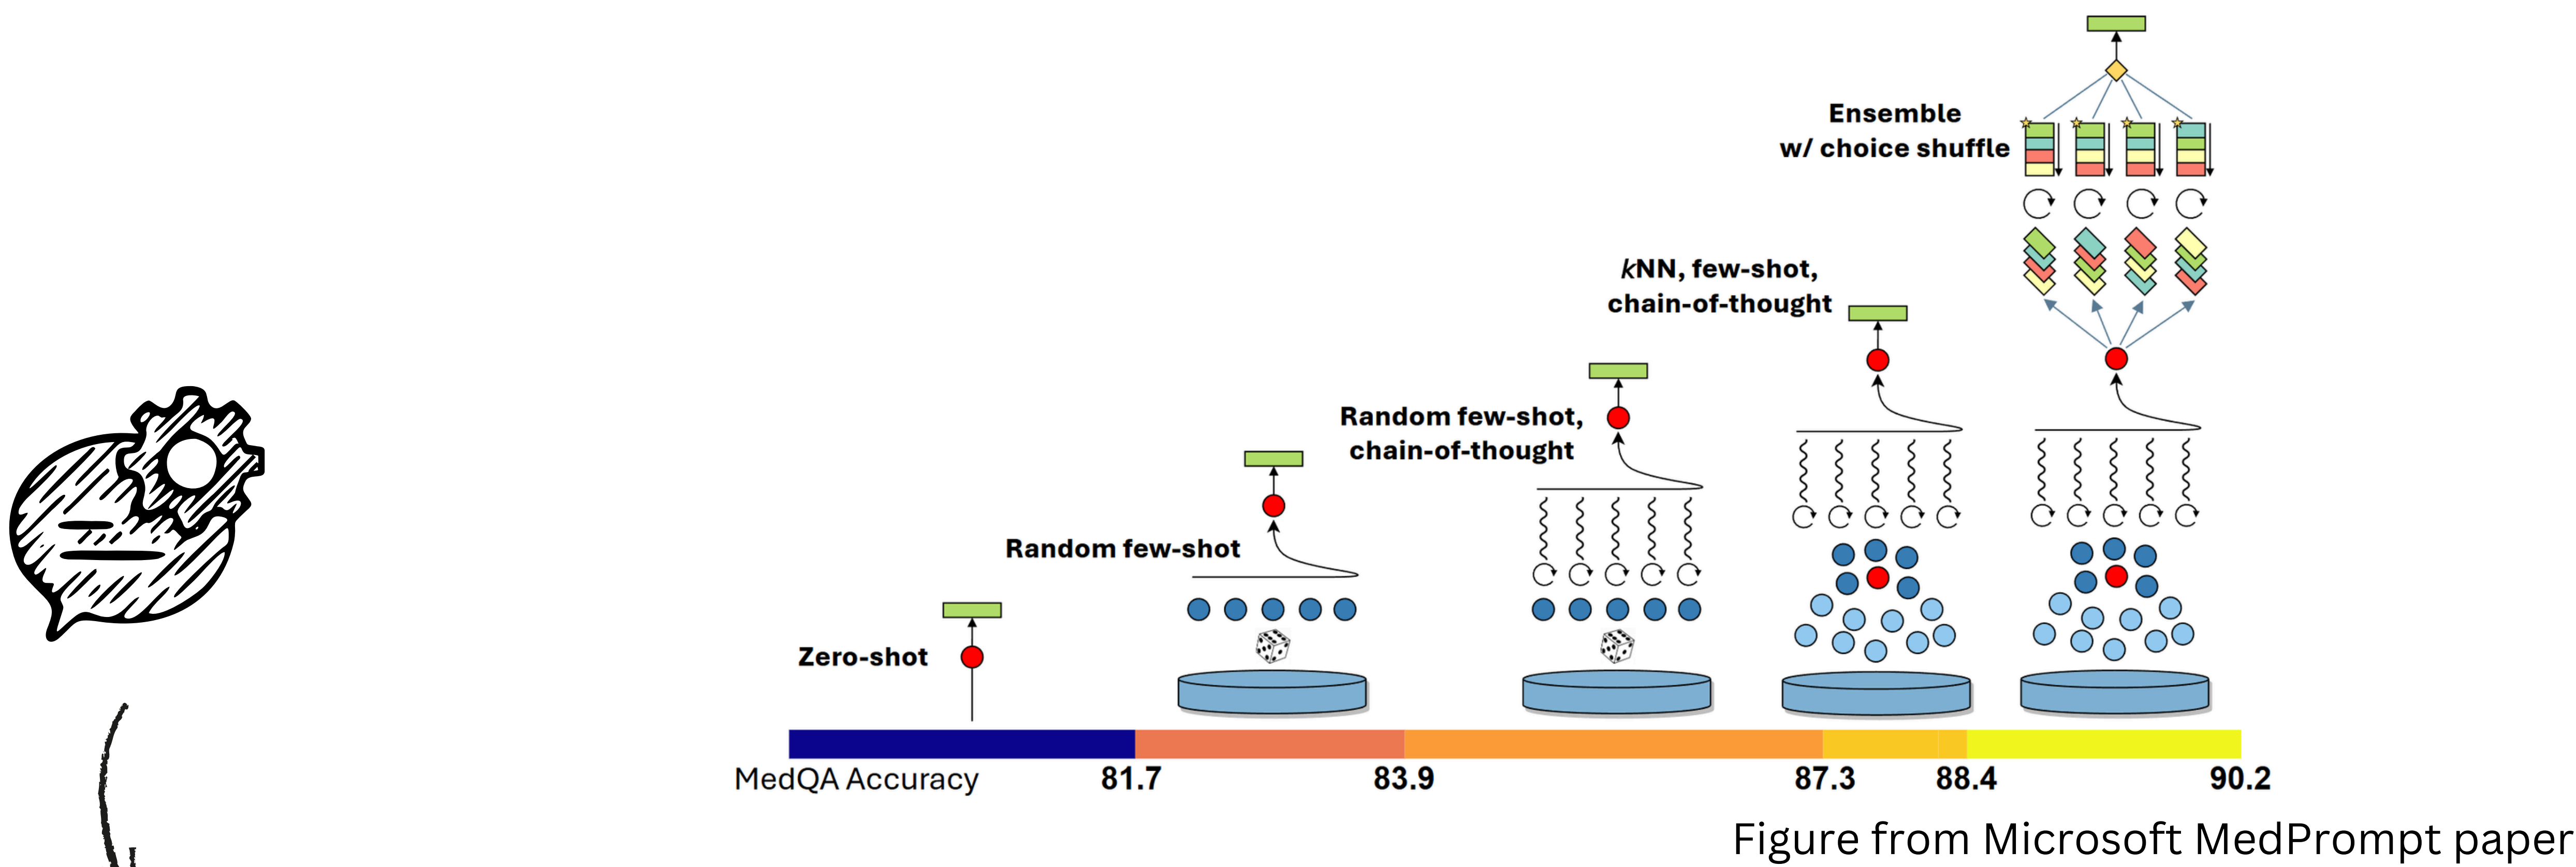 Ensemble
w/ choice shuffle
kNN, few-shot,
chain-of-thought
Random few-shot,
chain-of-thought
Random few-shot
Zero-shot
MedQA Accuracy
81.7
83.9
87.3
88.4
90.2
Figure from Microsoft MedPrompt paper